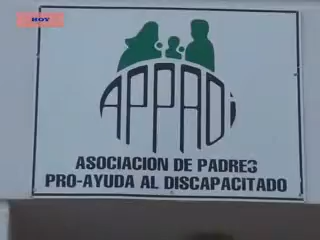 HOY
APPADI
ASOCIACION DE PADRES
PRO-AYUDA AL DISCAPACITADO